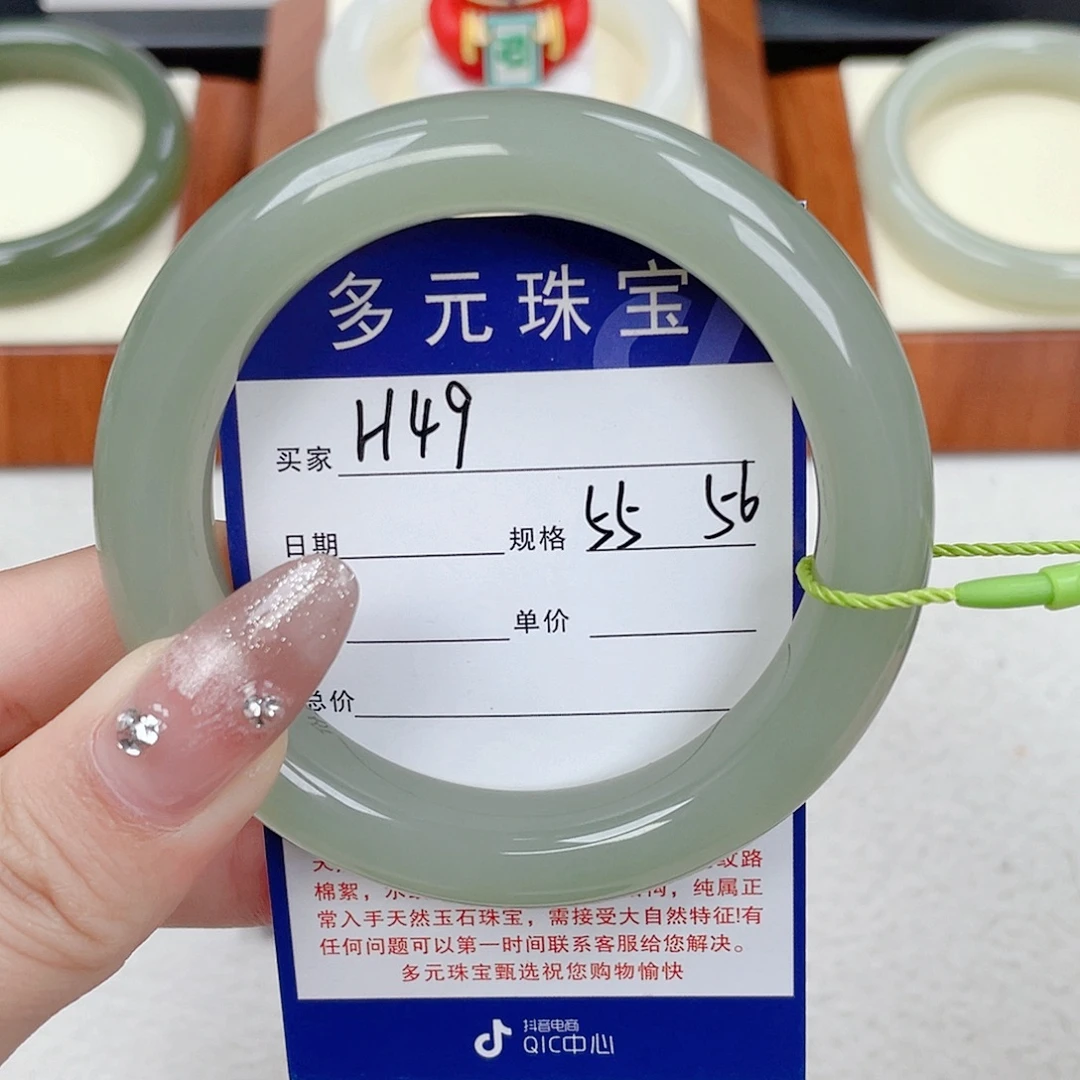 多元珠宝
买家 H49
日期 规格 55 56
单价
总价
纹路
棉絮，
纯属正
常入手天然玉石珠宝，需接受大自然特征!有
任何问题可以第一时间联系客服给您解决。
多元珠宝甄选祝您购物愉快
抖音电商
QIC中心